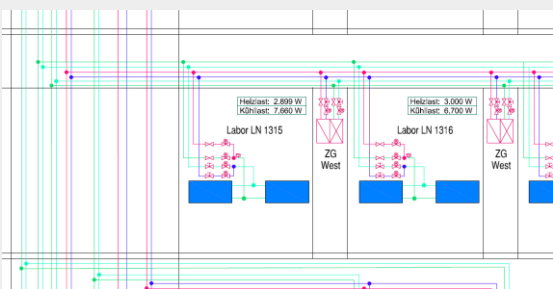 Heizlast: 2,899 W
Kühllast: 7,660 W
Labor LN 1315
ZG
West
Heizlast: 3,000 W
Kühllast: 6,700 W
Labor LN 1316
ZG
West